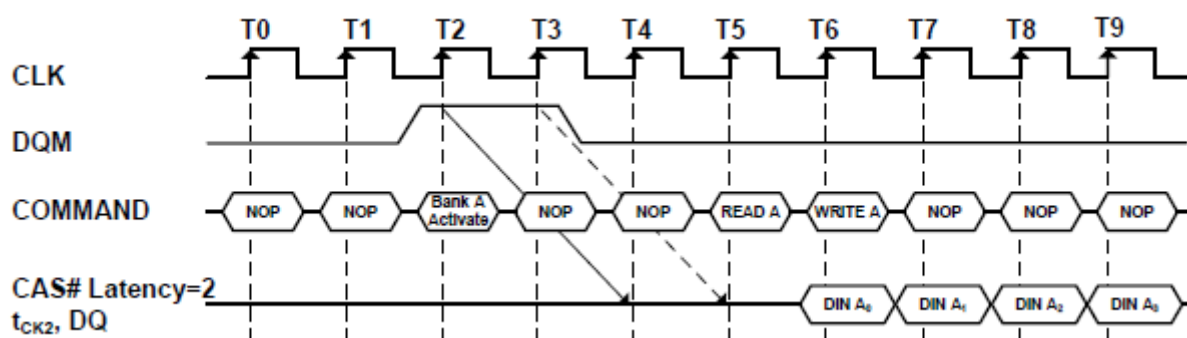 T0 T1 T2 T3 T4 T5 T6 T7 T8 T9
CLK
DQM
COMMAND NOP NOP Bank A Activate NOP NOP READ A WRITE A NOP NOP NOP
CAS# Latency=2
tCK2, DQ DIN A₀ DIN A₁ DIN A₂ DIN A₃